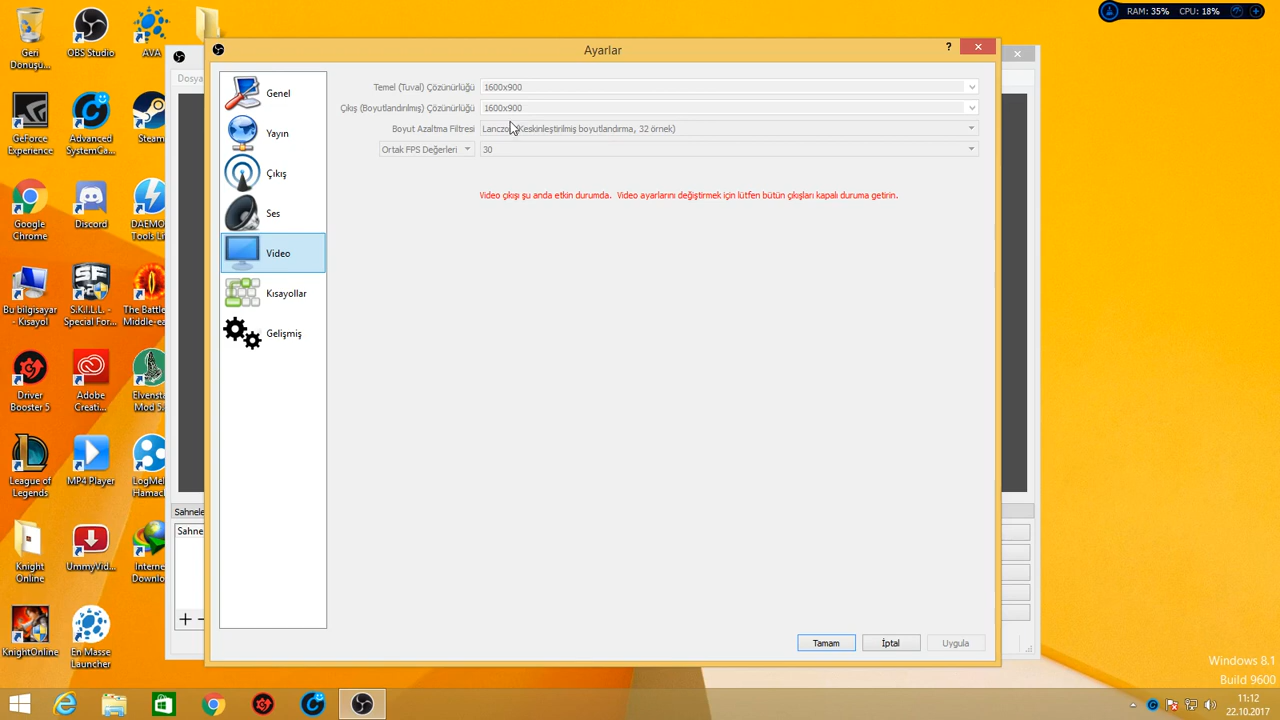 RAM: 35% CPU: 18%
Geri
Dönüşü...
OBS Studio
AVA
GeForce
Experience
Advanced
SystemCa...
Steam
Google
Chrome
Discord
DAEMO
Tools Li
Bu bilgisayar
- Kısayol
S.K.I.L.L. -
Special For...
The Battle
Middle-ea
Driver
Booster 5
Adobe
Creati...
Elvenst
Mod 5.
League of
Legends
MP4 Player
LogMe
Hamac
Knight
Online
UmmyVid...
Interne
Downlo
KnightOnline
En Masse
Launcher
Dosya
Ayarlar
?
Genel
Yayın
Çıkış
Ses
Video
Kısayollar
Gelişmiş
Temel (Tuval) Çözünürlüğü 1600x900
Çıkış (Boyutlandırılmış) Çözünürlüğü 1600x900
Boyut Azaltma Filtresi Keskinleştirilmiş boyutlandırma, 32 örnek)
Ortak FPS Değerleri 30
Video çıkışı şu anda etkin durumda. Video ayarlarını değiştirmek için lütfen bütün çıkışları kapalı duruma getirin.
Sahnele
Sahne
Tamam
İptal
Uygula
Windows 8.1
Build 9600
11:12
22.10.2017